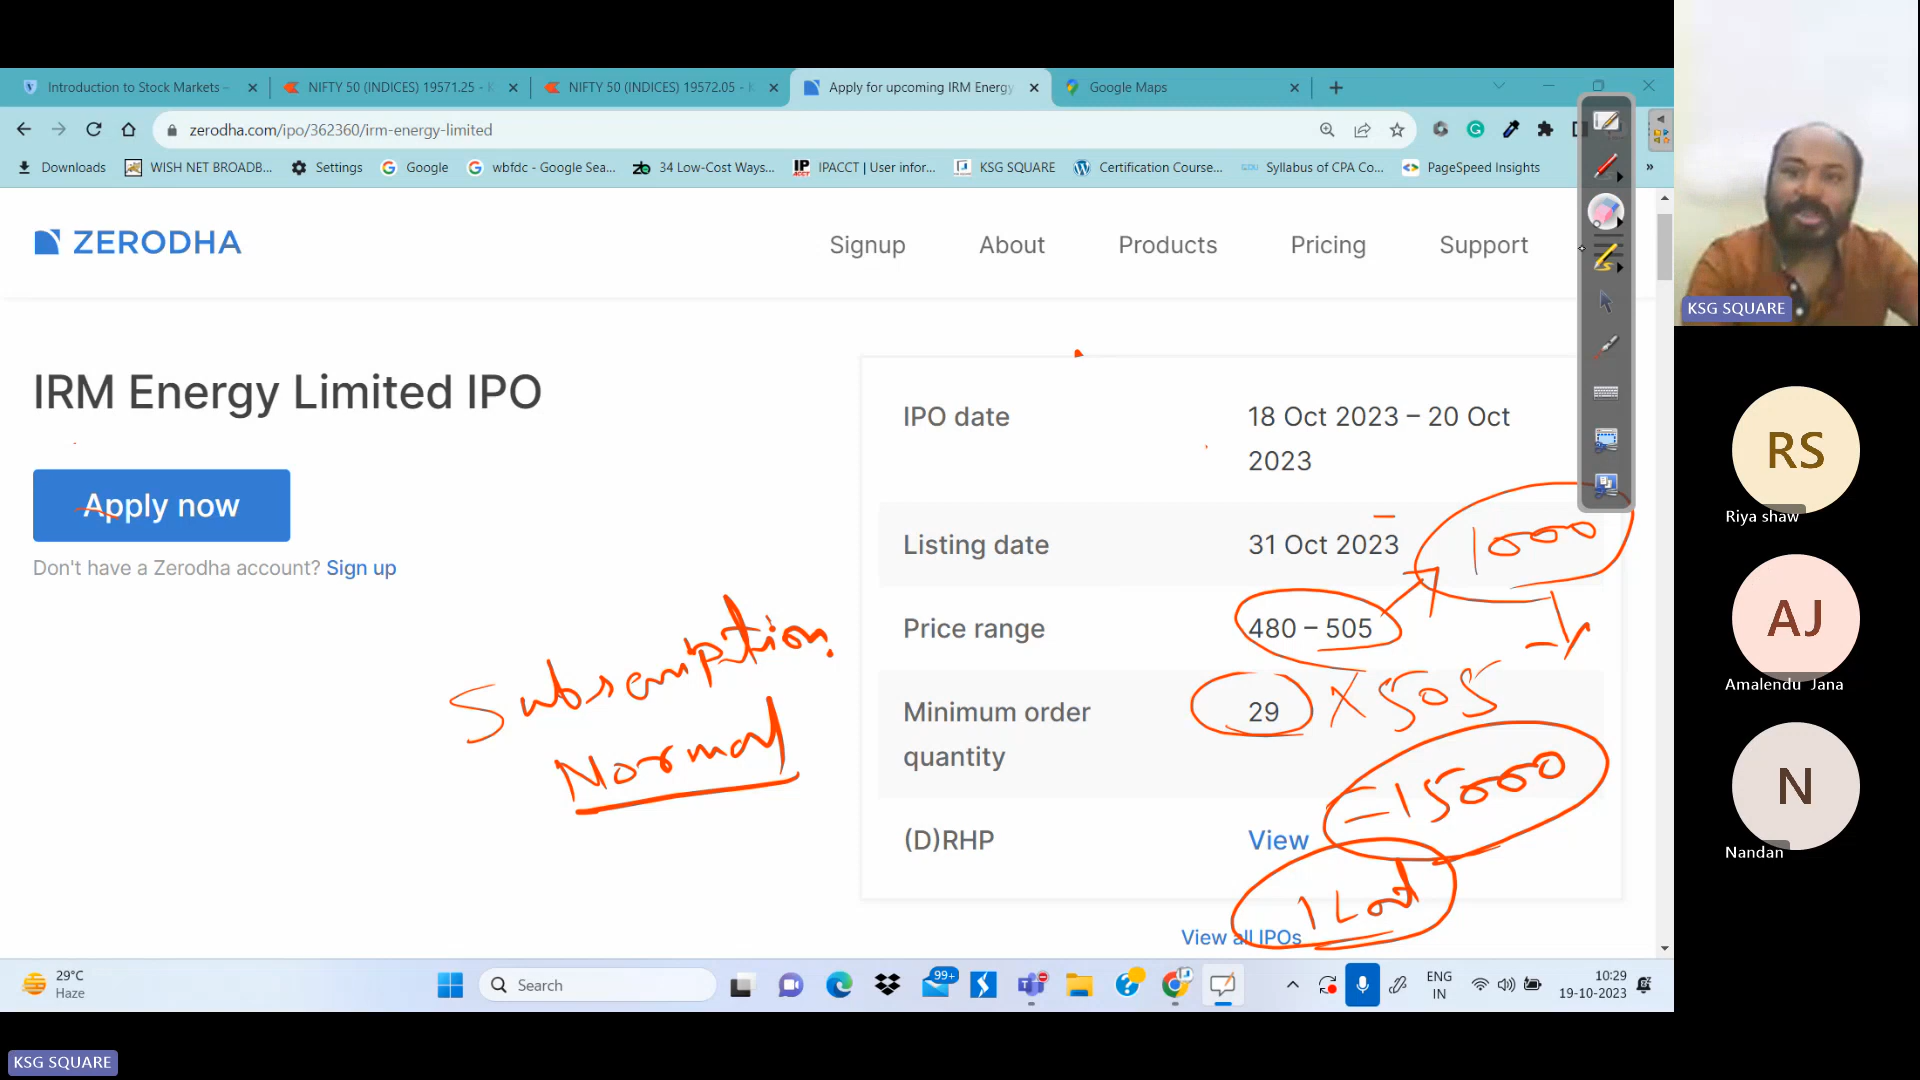 Introduction to Stock Markets –
NIFTY 50 (INDICES) 19571.25 -
NIFTY 50 (INDICES) 19572.05 -
Apply for upcoming IRM Energy
Google Maps
zerodha.com/ipo/362360/irm-energy-limited
Downloads
WISH NET BROADB...
Settings
Google
wbfdc - Google Sea...
34 Low-Cost Ways...
IPACCT | User infor...
KSG SQUARE
Certification Course...
Syllabus of CPA Co...
PageSpeed Insights
»
ZERODHA
Signup
About
Products
Pricing
Support
KSG SQUARE
IRM Energy Limited IPO
Apply now
Don't have a Zerodha account? Sign up
IPO date
18 Oct 2023 – 20 Oct
2023
Listing date
31 Oct 2023
10000
Price range
480 – 505
Minimum order
quantity
29
X 505
= 15000
(D)RHP
View
View all IPOs
Subscription
Normal
RS
Riya shaw
AJ
Amalendu Jana
N
Nandan
29°C
Haze
Search
99+
ENG
IN
10:29
19-10-2023
KSG SQUARE